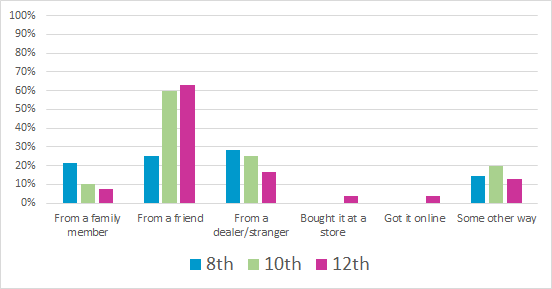 100%
90%
80%
70%
60%
50%
40%
30%
20%
10%
0%
From a family member
From a friend
From a dealer/stranger
Bought it at a store
Got it online
Some other way
8th 10th 12th